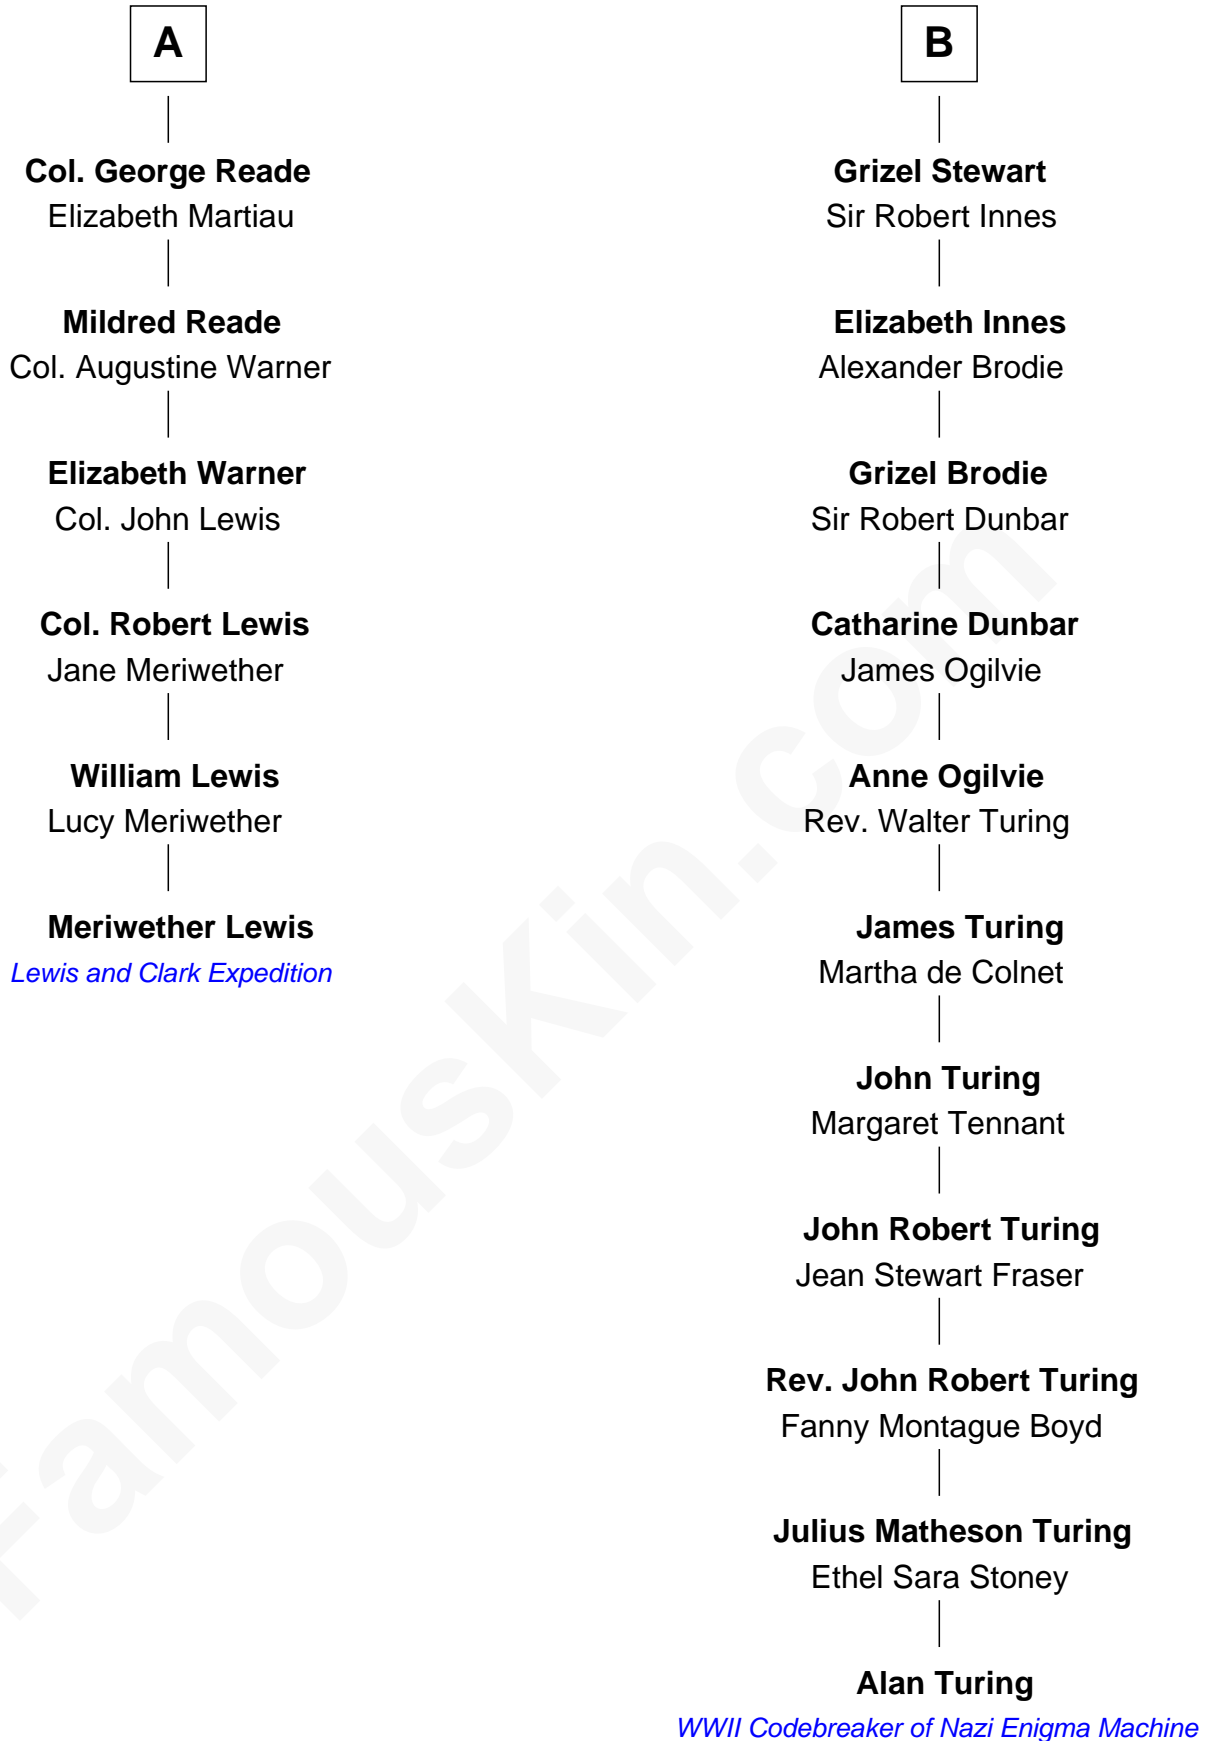 A
Col. George Reade
Elizabeth Martiau
Mildred Reade
Col. Augustine Warner
Elizabeth Warner
Col. John Lewis
Col. Robert Lewis
Jane Meriwether
William Lewis
Lucy Meriwether
Meriwether Lewis
Lewis and Clark Expedition
B
Grizel Stewart
Sir Robert Innes
Elizabeth Innes
Alexander Brodie
Grizel Brodie
Sir Robert Dunbar
Catharine Dunbar
James Ogilvie
Anne Ogilvie
Rev. Walter Turing
James Turing
Martha de Colnet
John Turing
Margaret Tennant
John Robert Turing
Jean Stewart Fraser
Rev. John Robert Turing
Fanny Montague Boyd
Julius Matheson Turing
Ethel Sara Stoney
Alan Turing
WWII Codebreaker of Nazi Enigma Machine
FamousKin.com